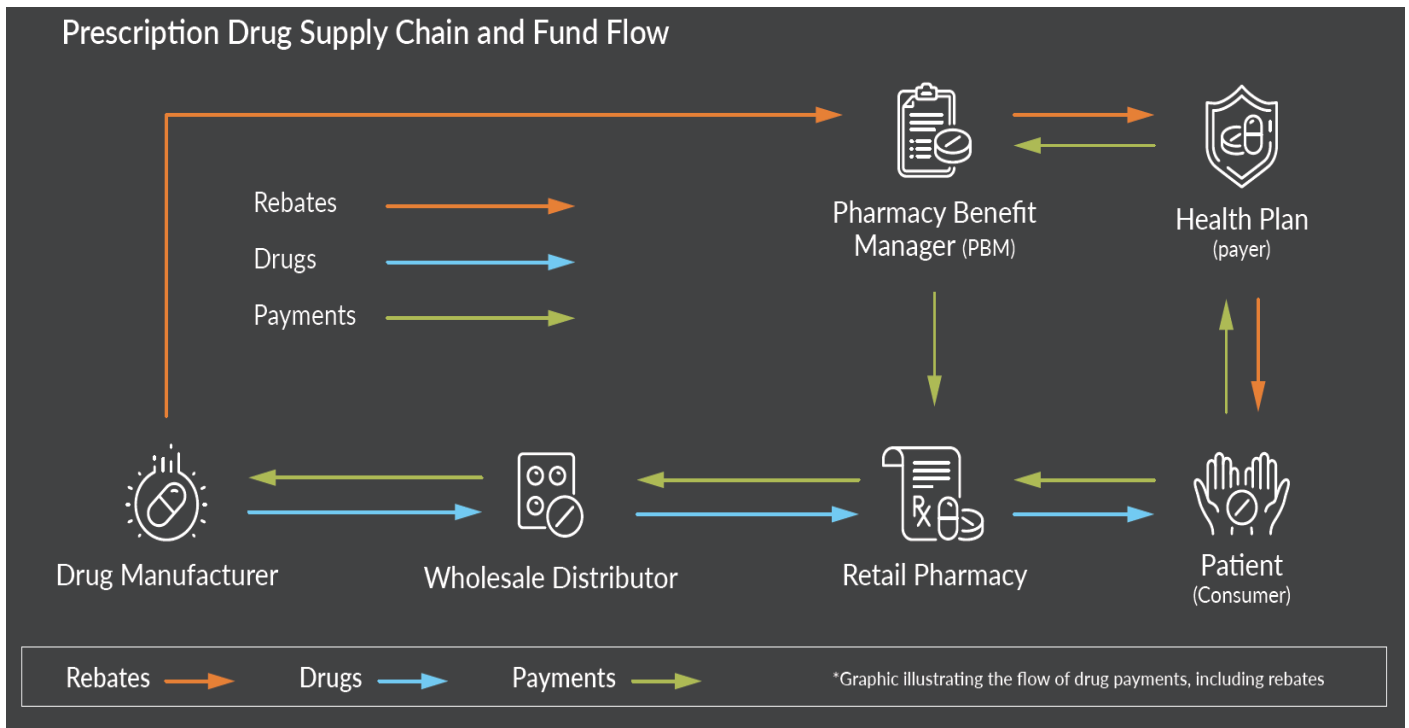 Prescription Drug Supply Chain and Fund Flow
Rebates
Drugs
Payments
Pharmacy Benefit
Manager (PBM)
Health Plan
(payer)
Drug Manufacturer
Wholesale Distributor
Rx
Retail Pharmacy
Patient
(Consumer)
Rebates
Drugs
Payments
*Graphic illustrating the flow of drug payments, including rebates